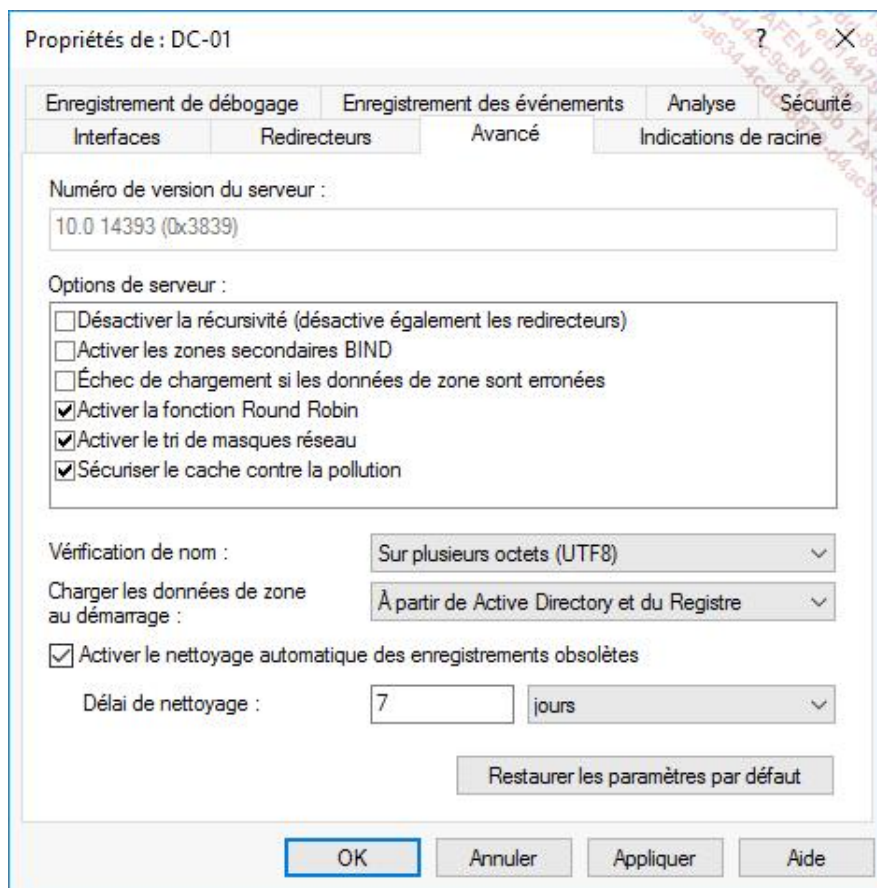 Propriétés de : DC-01
?
Enregistrement de débogage Enregistrement des événements Analyse Sécurité
Interfaces Redirecteurs Avancé Indications de racine
Numéro de version du serveur :
10.0 14393 (0x3839)
Options de serveur :
Désactiver la récursivité (désactive également les redirecteurs)
Activer les zones secondaires BIND
Échec de chargement si les données de zone sont erronées
Activer la fonction Round Robin
Activer le tri de masques réseau
Sécuriser le cache contre la pollution
Vérification de nom : Sur plusieurs octets (UTF8)
Charger les données de zone
au démarrage : À partir de Active Directory et du Registre
Activer le nettoyage automatique des enregistrements obsolètes
Délai de nettoyage : 7 jours
Restaurer les paramètres par défaut
OK Annuler Appliquer Aide